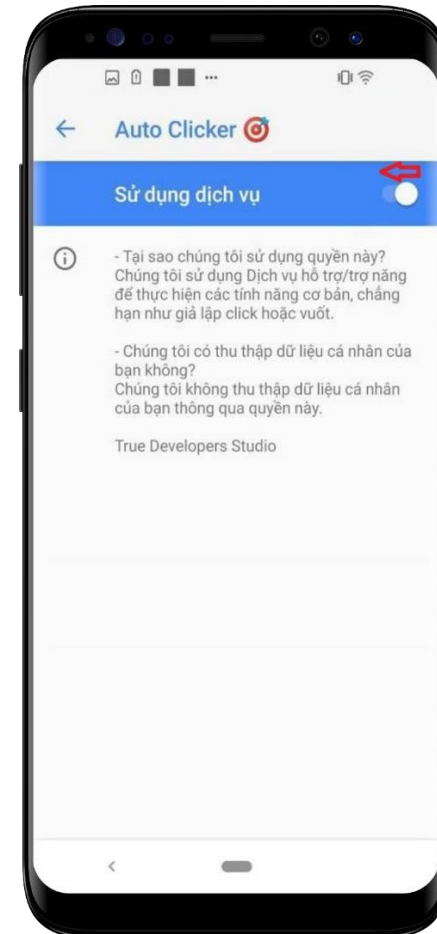 Auto Clicker
Sử dụng dịch vụ
- Tại sao chúng tôi sử dụng quyền này?
Chúng tôi sử dụng Dịch vụ hỗ trợ/trợ năng
để thực hiện các tính năng cơ bản, chẳng
hạn như giả lập click hoặc vuốt.
- Chúng tôi có thu thập dữ liệu cá nhân của
bạn không?
Chúng tôi không thu thập dữ liệu cá nhân
của bạn thông qua quyền này.
True Developers Studio